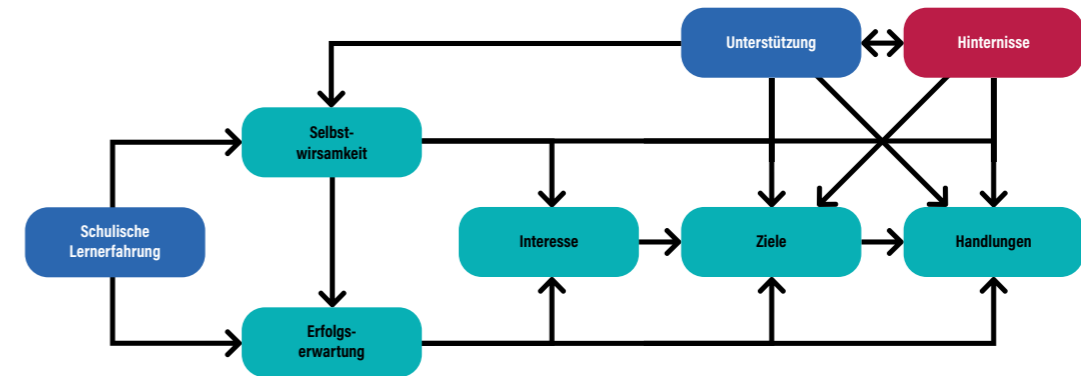 Unterstützung
Hinternisse
Selbst-
wirsamkeit
Schulische
Lernerfahrung
Interesse
Ziele
Handlungen
Erfolgs-
erwartung